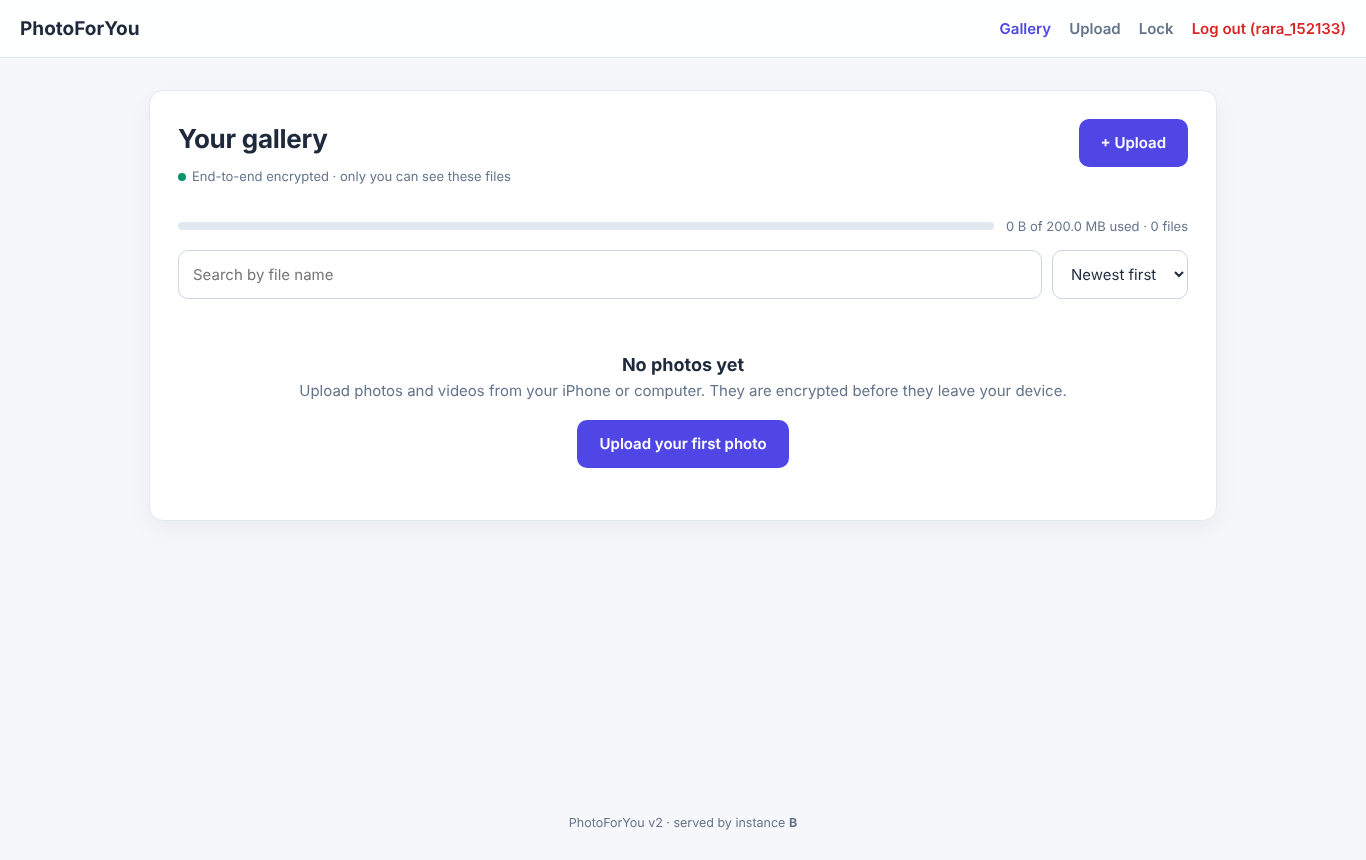 PhotoForYou
Gallery Upload Lock Log out (rara_152133)
Your gallery
+ Upload
End-to-end encrypted · only you can see these files
0 B of 200.0 MB used · 0 files
Search by file name
Newest first
No photos yet
Upload photos and videos from your iPhone or computer. They are encrypted before they leave your device.
Upload your first photo
PhotoForYou v2 · served by instance B